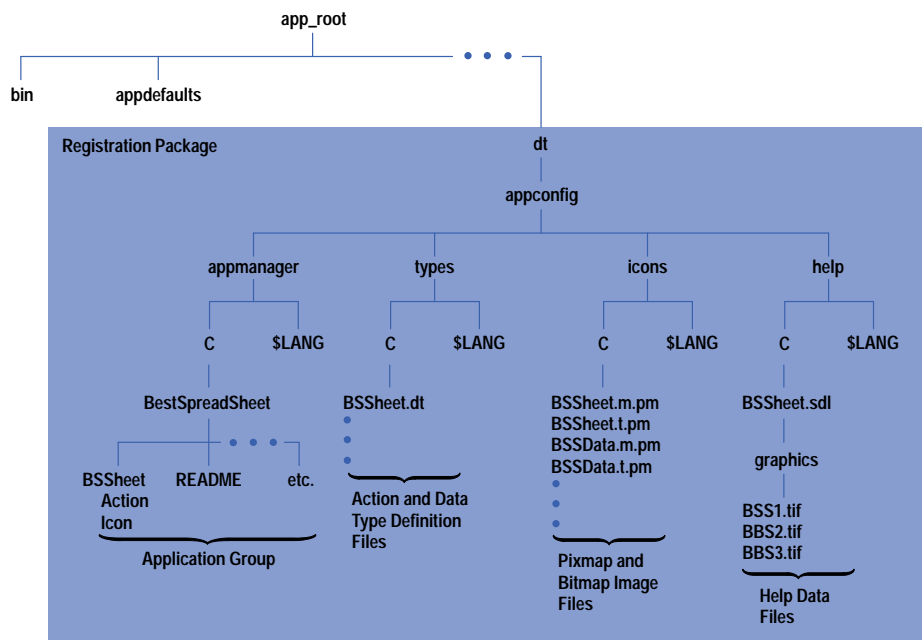 app_root
bin
appdefaults
Registration Package
dt
appconfig
appmanager
types
icons
help
C
$LANG
C
$LANG
C
$LANG
C
$LANG
BestSpreadSheet
BSSheet.dt
BSSheet.m.pm
BSSheet.t.pm
BSSData.m.pm
BSSData.t.pm
BSSheet.sdl
graphics
BSSheet
Action
Icon
README
etc.
Application Group
Action and Data
Type Definition
Files
Pixmap and
Bitmap Image
Files
BSS1.tif
BBS2.tif
BBS3.tif
Help Data
Files